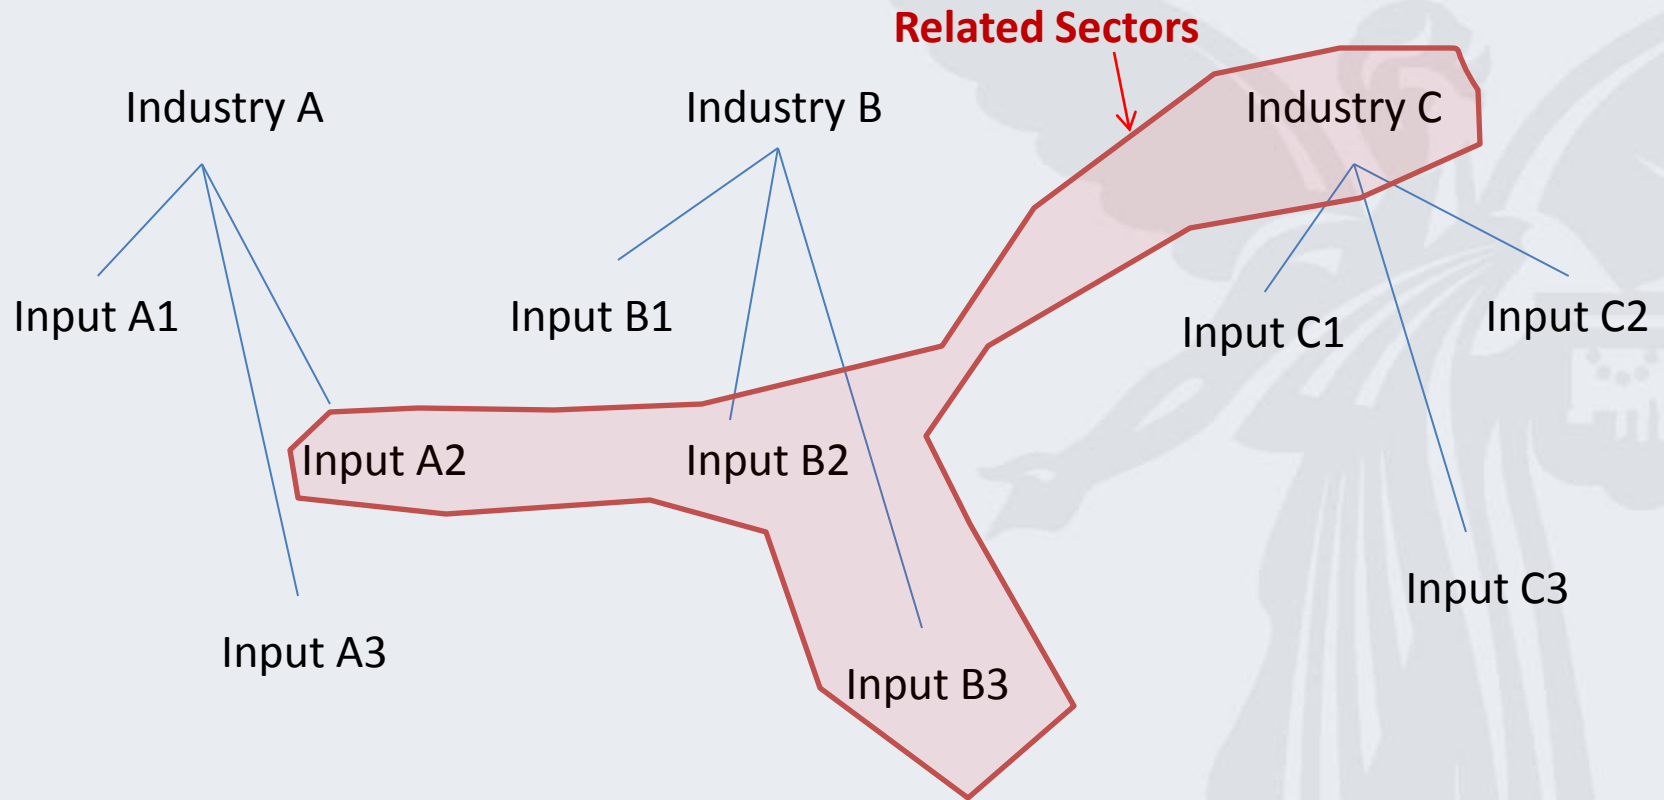 Related Sectors
Industry A
Industry B
Industry C
Input A1
Input B1
Input C1
Input C2
Input A2
Input B2
Input C3
Input A3
Input B3